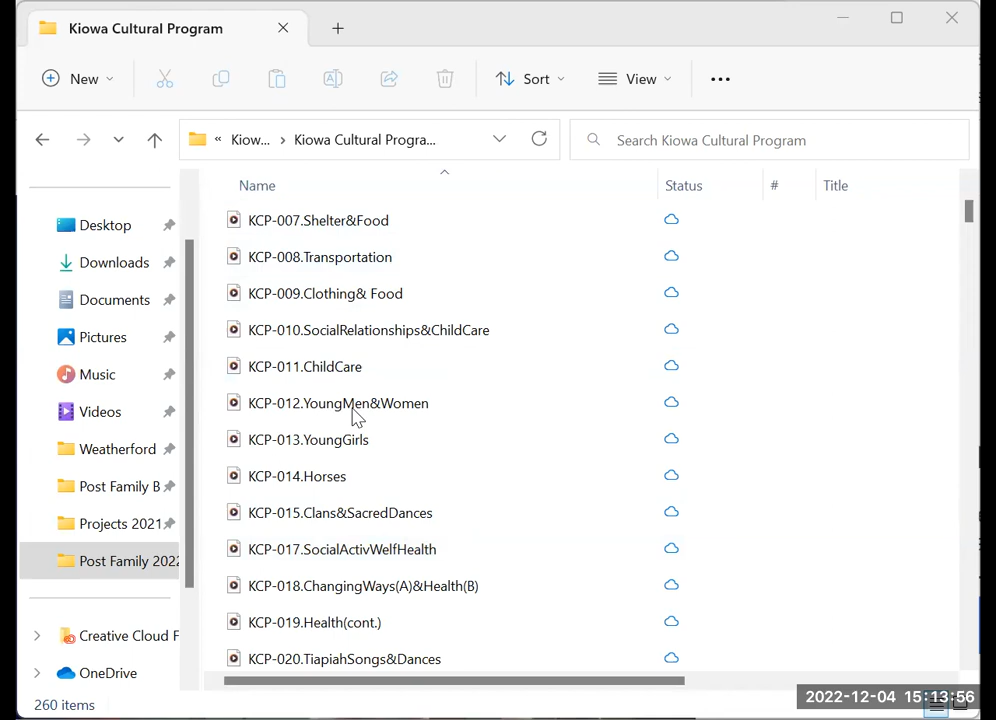 Kiowa Cultural Program
New
Sort
View
« Kiow... > Kiowa Cultural Progra...
Search Kiowa Cultural Program
Name
Status
#
Title
Desktop
Downloads
Documents
Pictures
Music
Videos
Weatherford
Post Family B
Projects 2021
Post Family 2022
Creative Cloud F
OneDrive
KCP-007.Shelter&Food
KCP-008.Transportation
KCP-009.Clothing& Food
KCP-010.SocialRelationships&ChildCare
KCP-011.ChildCare
KCP-012.YoungMen&Women
KCP-013.YoungGirls
KCP-014.Horses
KCP-015.Clans&SacredDances
KCP-017.SocialActivWelfHealth
KCP-018.ChangingWays(A)&Health(B)
KCP-019.Health(cont.)
KCP-020.TiapiahSongs&Dances
260 items
2022-12-04 15:13:56